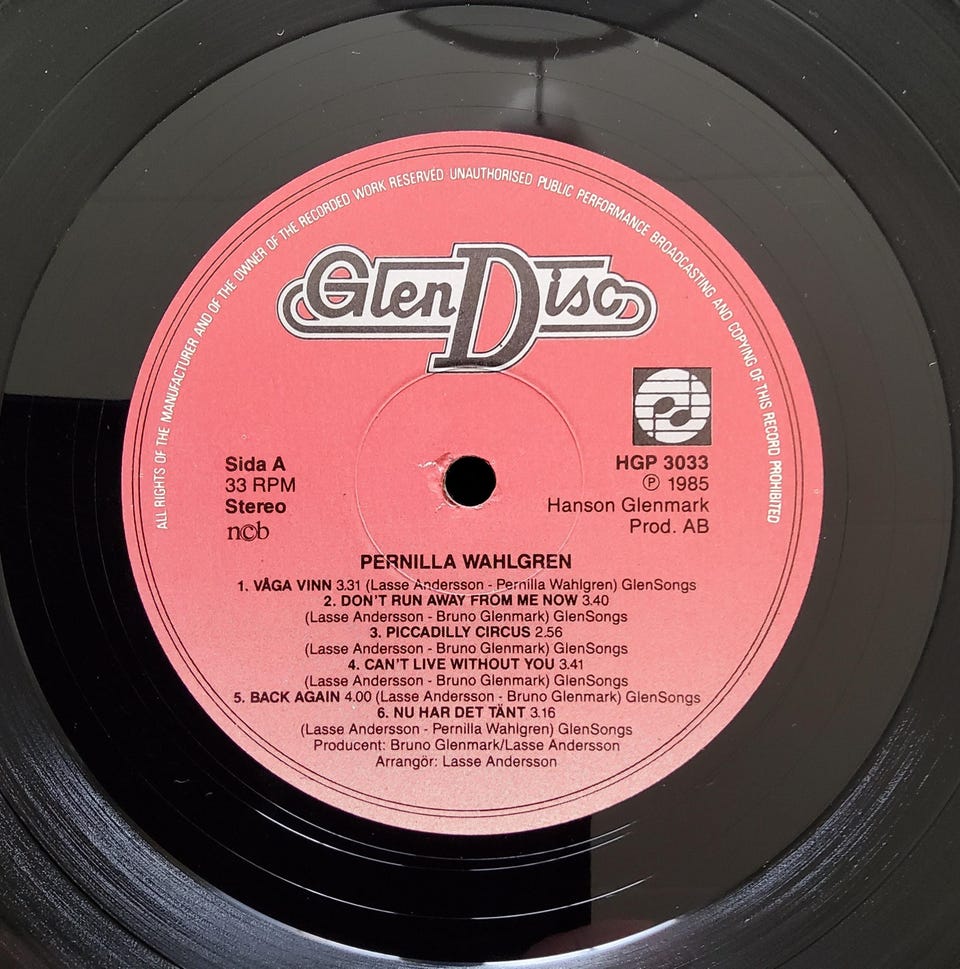 ALL RIGHTS OF THE MANUFACTURER AND OF THE OWNER OF THE RECORDED WORK RESERVED UNAUTHORISED PUBLIC PERFORMANCE BROADCASTING AND COPYING OF THIS RECORD PROHIBITED
GlenDisc
Sida A
33 RPM
Stereo
ncb
HGP 3033
℗ 1985
Hanson Glenmark
Prod. AB
PERNILLA WAHLGREN
1. VÅGA VINN 3.31 (Lasse Andersson - Pernilla Wahlgren) GlenSongs
2. DON'T RUN AWAY FROM ME NOW 3.40
(Lasse Andersson - Bruno Glenmark) GlenSongs
3. PICCADILLY CIRCUS 2.56
(Lasse Andersson - Bruno Glenmark) GlenSongs
4. CAN'T LIVE WITHOUT YOU 3.41
(Lasse Andersson - Bruno Glenmark) GlenSongs
5. BACK AGAIN 4.00 (Lasse Andersson - Bruno Glenmark) GlenSongs
6. NU HAR DET TÄNT 3.16
(Lasse Andersson - Pernilla Wahlgren) GlenSongs
Producent: Bruno Glenmark/Lasse Andersson
Arrangör: Lasse Andersson